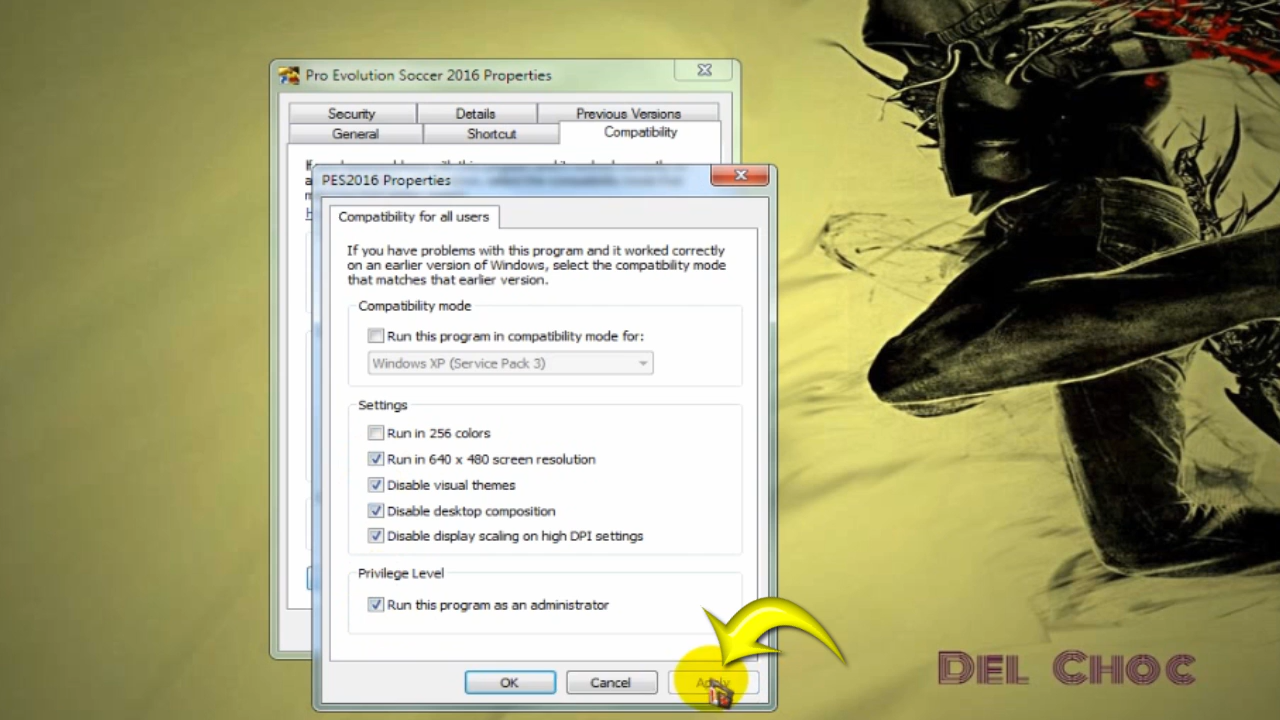 Pro Evolution Soccer 2016 Properties
Security Details Previous Versions
General Shortcut Compatibility
PES2016 Properties
Compatibility for all users
If you have problems with this program and it worked correctly
on an earlier version of Windows, select the compatibility mode
that matches that earlier version.
Compatibility mode
Run this program in compatibility mode for:
Windows XP (Service Pack 3)
Settings
Run in 256 colors
Run in 640 x 480 screen resolution
Disable visual themes
Disable desktop composition
Disable display scaling on high DPI settings
Privilege Level
Run this program as an administrator
OK Cancel Apply
DEL CHOC